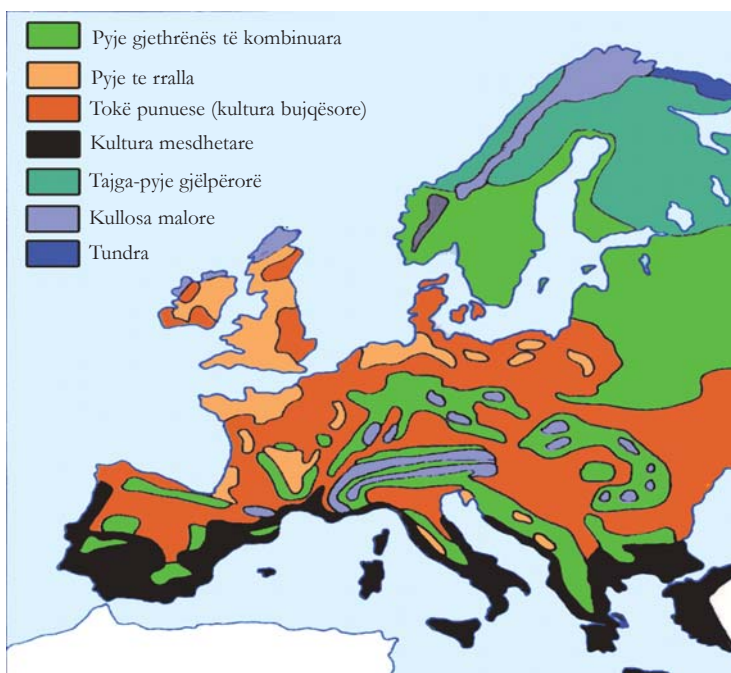 Pyje gjethrënës të kombinuara
Pyje te rralla
Tokë punuese (kultura bujqësore)
Kultura mesdhetare
Tajga-pyje gjëlpërorë
Kullosa malore
Tundra